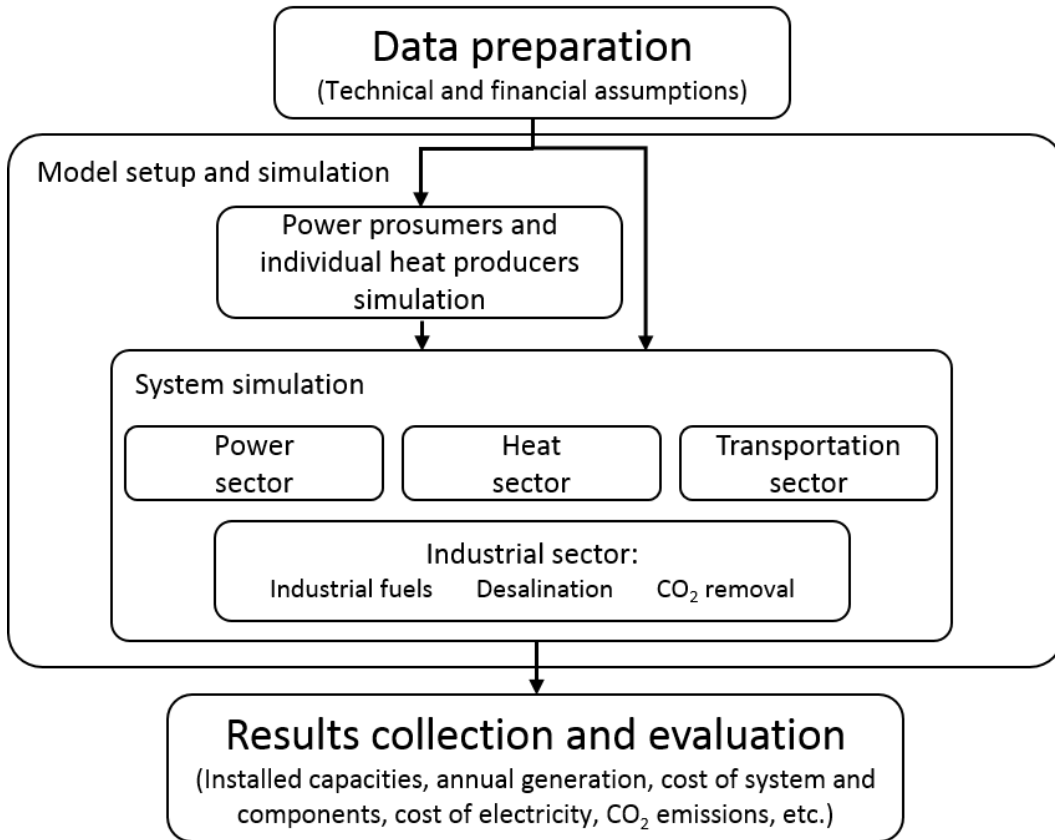 Data preparation
(Technical and financial assumptions)
Model setup and simulation
Power prosumers and
individual heat producers
simulation
System simulation
Power
sector
Heat
sector
Transportation
sector
Industrial sector:
Industrial fuels Desalination CO₂ removal
Results collection and evaluation
(Installed capacities, annual generation, cost of system and
components, cost of electricity, CO₂ emissions, etc.)